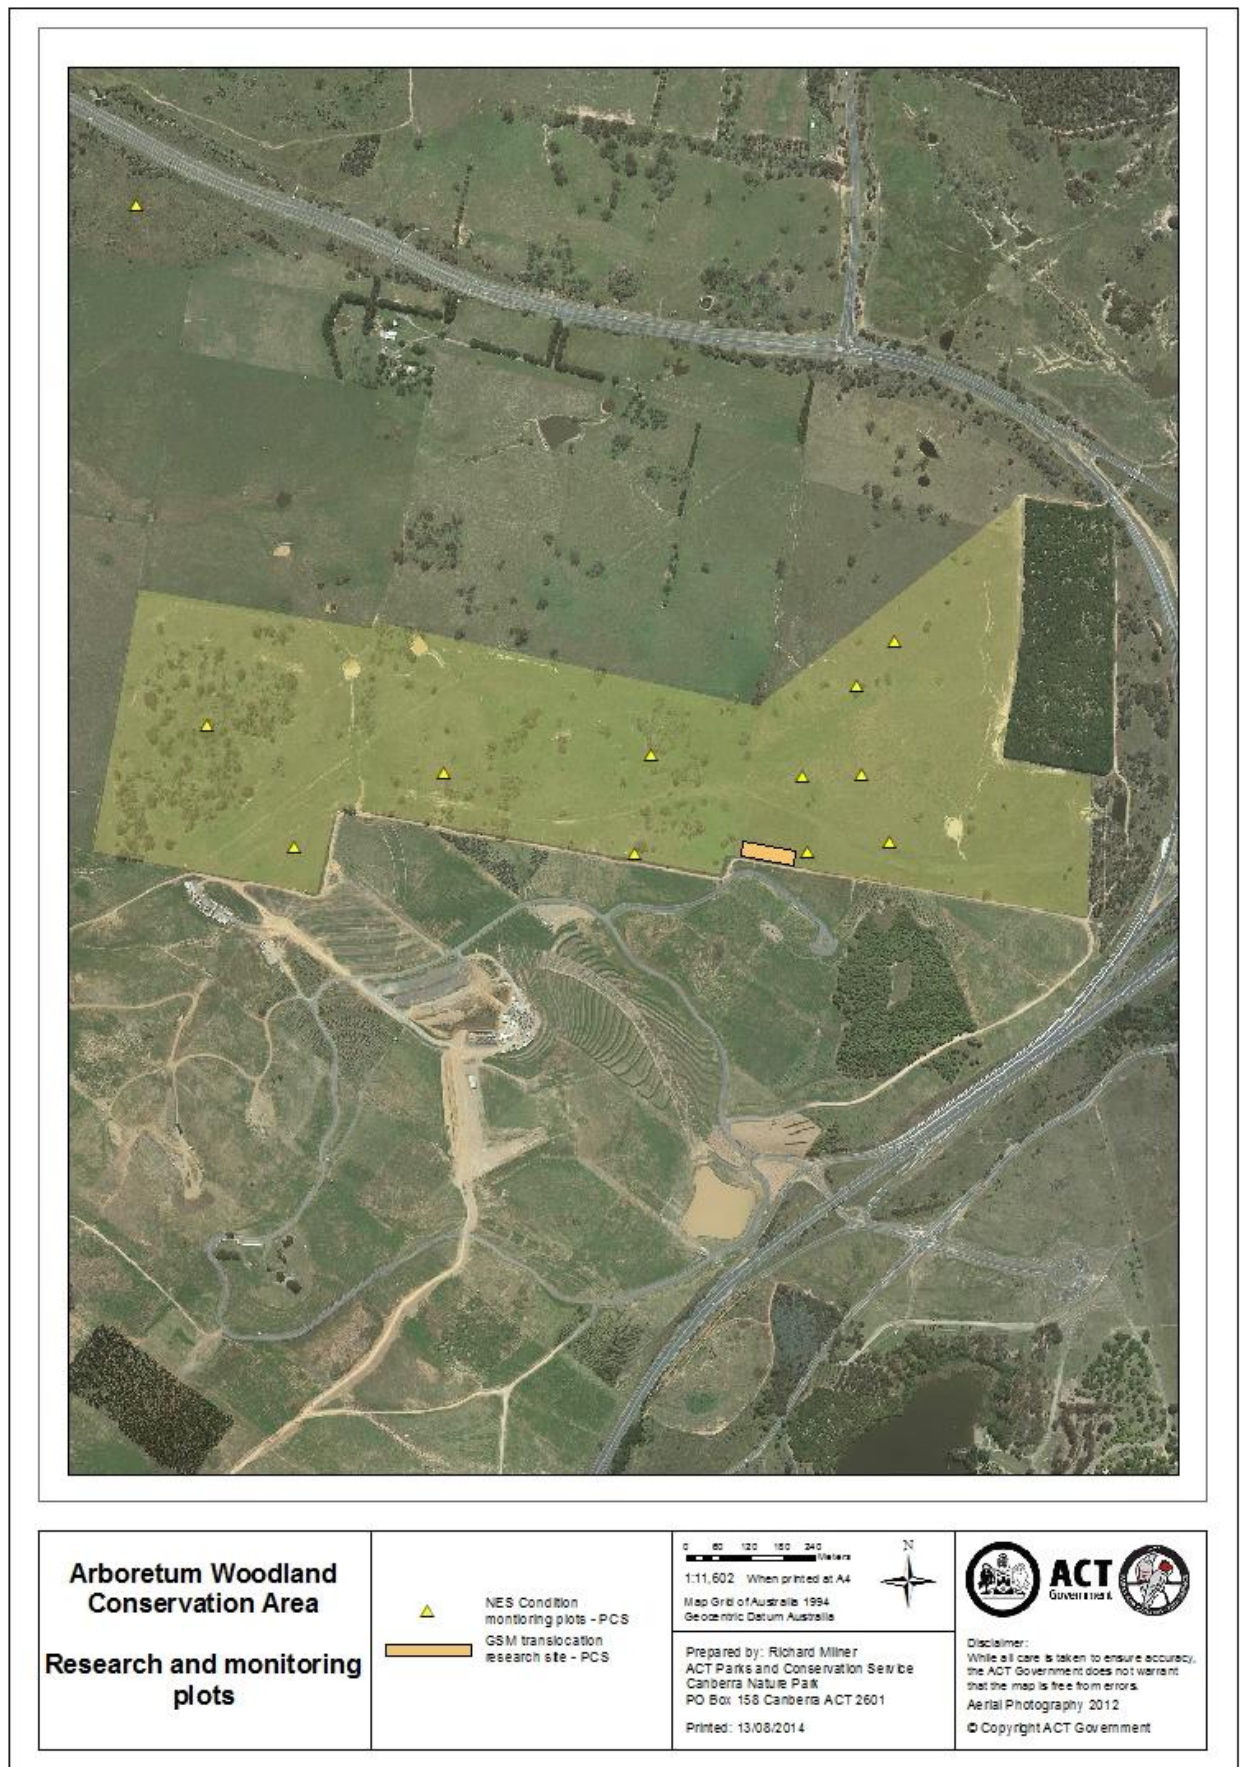 Arboretum Woodland
Conservation Area
Research and monitoring
plots
NES Condition
montioring plots - PCS
GSM translocation
research site - PCS
0 60 120 180 240
Meters
1:11,602 When printed at A4
Map Grid of Australia 1994
Geocentric Datum Australia
N
Prepared by: Richard Milner
ACT Parks and Conservation Service
Canberra Nature Park
PO Box 158 Canberra ACT 2601
Printed: 13/08/2014
ACT
Government
Disclaimer:
While all care is taken to ensure accuracy,
the ACT Government does not warrant
that the map is free from errors.
Aerial Photography 2012
© Copyright ACT Government